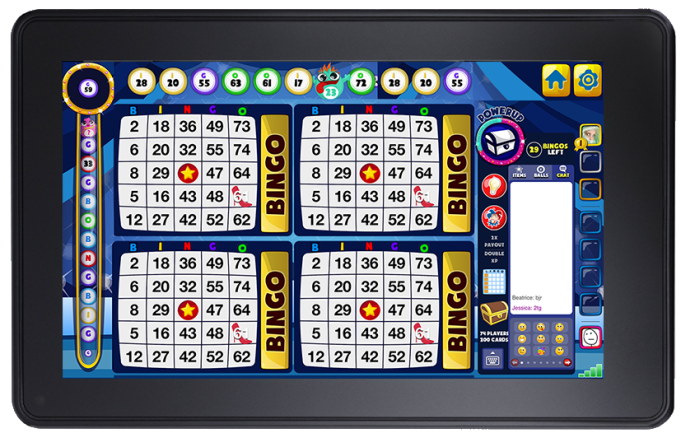 G 59
I 28
I 20
G 55
O 63
O 61
I 17
23
O 72
I 28
I 20
G 55
POWERUP
29 BINGOS
LEFT
ITEMS BALLS CHAT
G
33
G
B
O
B
N
G
B
I
G
B I N G O
2 18 36 49 73
6 20 32 55 74
8 29 47 64
5 16 43 48
12 27 42 52 62
BINGO
B I N G O
2 18 36 49 73
6 20 32 55 74
8 29 47 64
5 16 43 48
12 27 42 52 62
BINGO
B I N G O
2 18 36 49 73
6 20 32 55 74
8 29 47 64
5 16 43 48
12 27 42 52 62
BINGO
B I N G O
2 18 36 49 73
6 20 32 55 74
8 29 47 64
5 16 43 48
12 27 42 52 62
BINGO
2X
PAYOUT
DOUBLE
XP
Beatrice: bjr
Jessica: 2tg
74 PLAYERS
200 CARDS